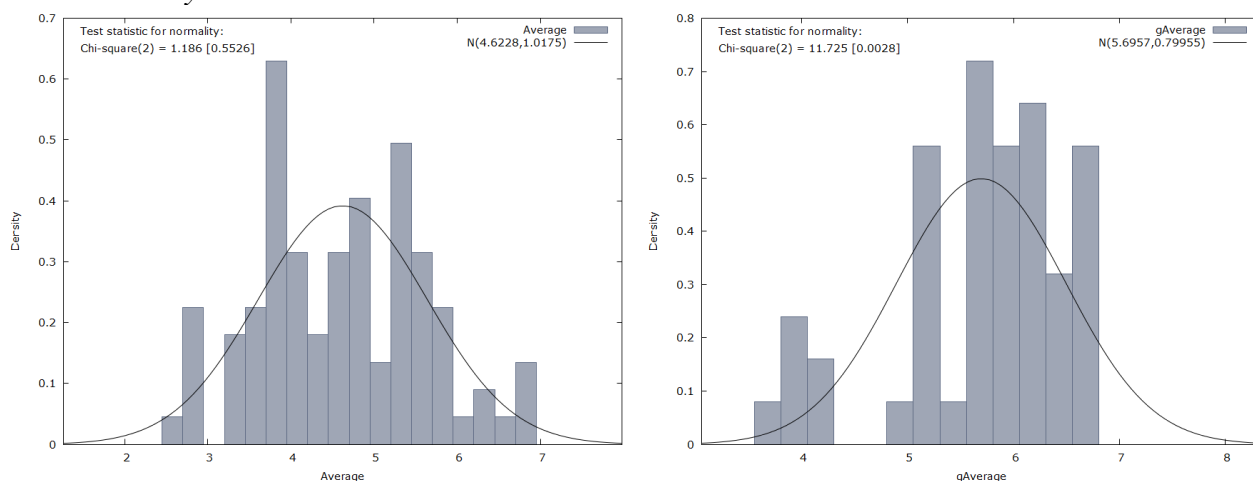 0.7
0.6
0.5
0.4
0.3
0.2
0.1
0
2
3
4
5
6
7
Density
Average
Test statistic for normality:
Chi-square(2) = 1.186 [0.5526]
Average
N(4.6228,1.0175)
0.8
0.7
0.6
0.5
0.4
0.3
0.2
0.1
0
4
5
6
7
8
Density
gAverage
Test statistic for normality:
Chi-square(2) = 11.725 [0.0028]
gAverage
N(5.6957,0.79955)